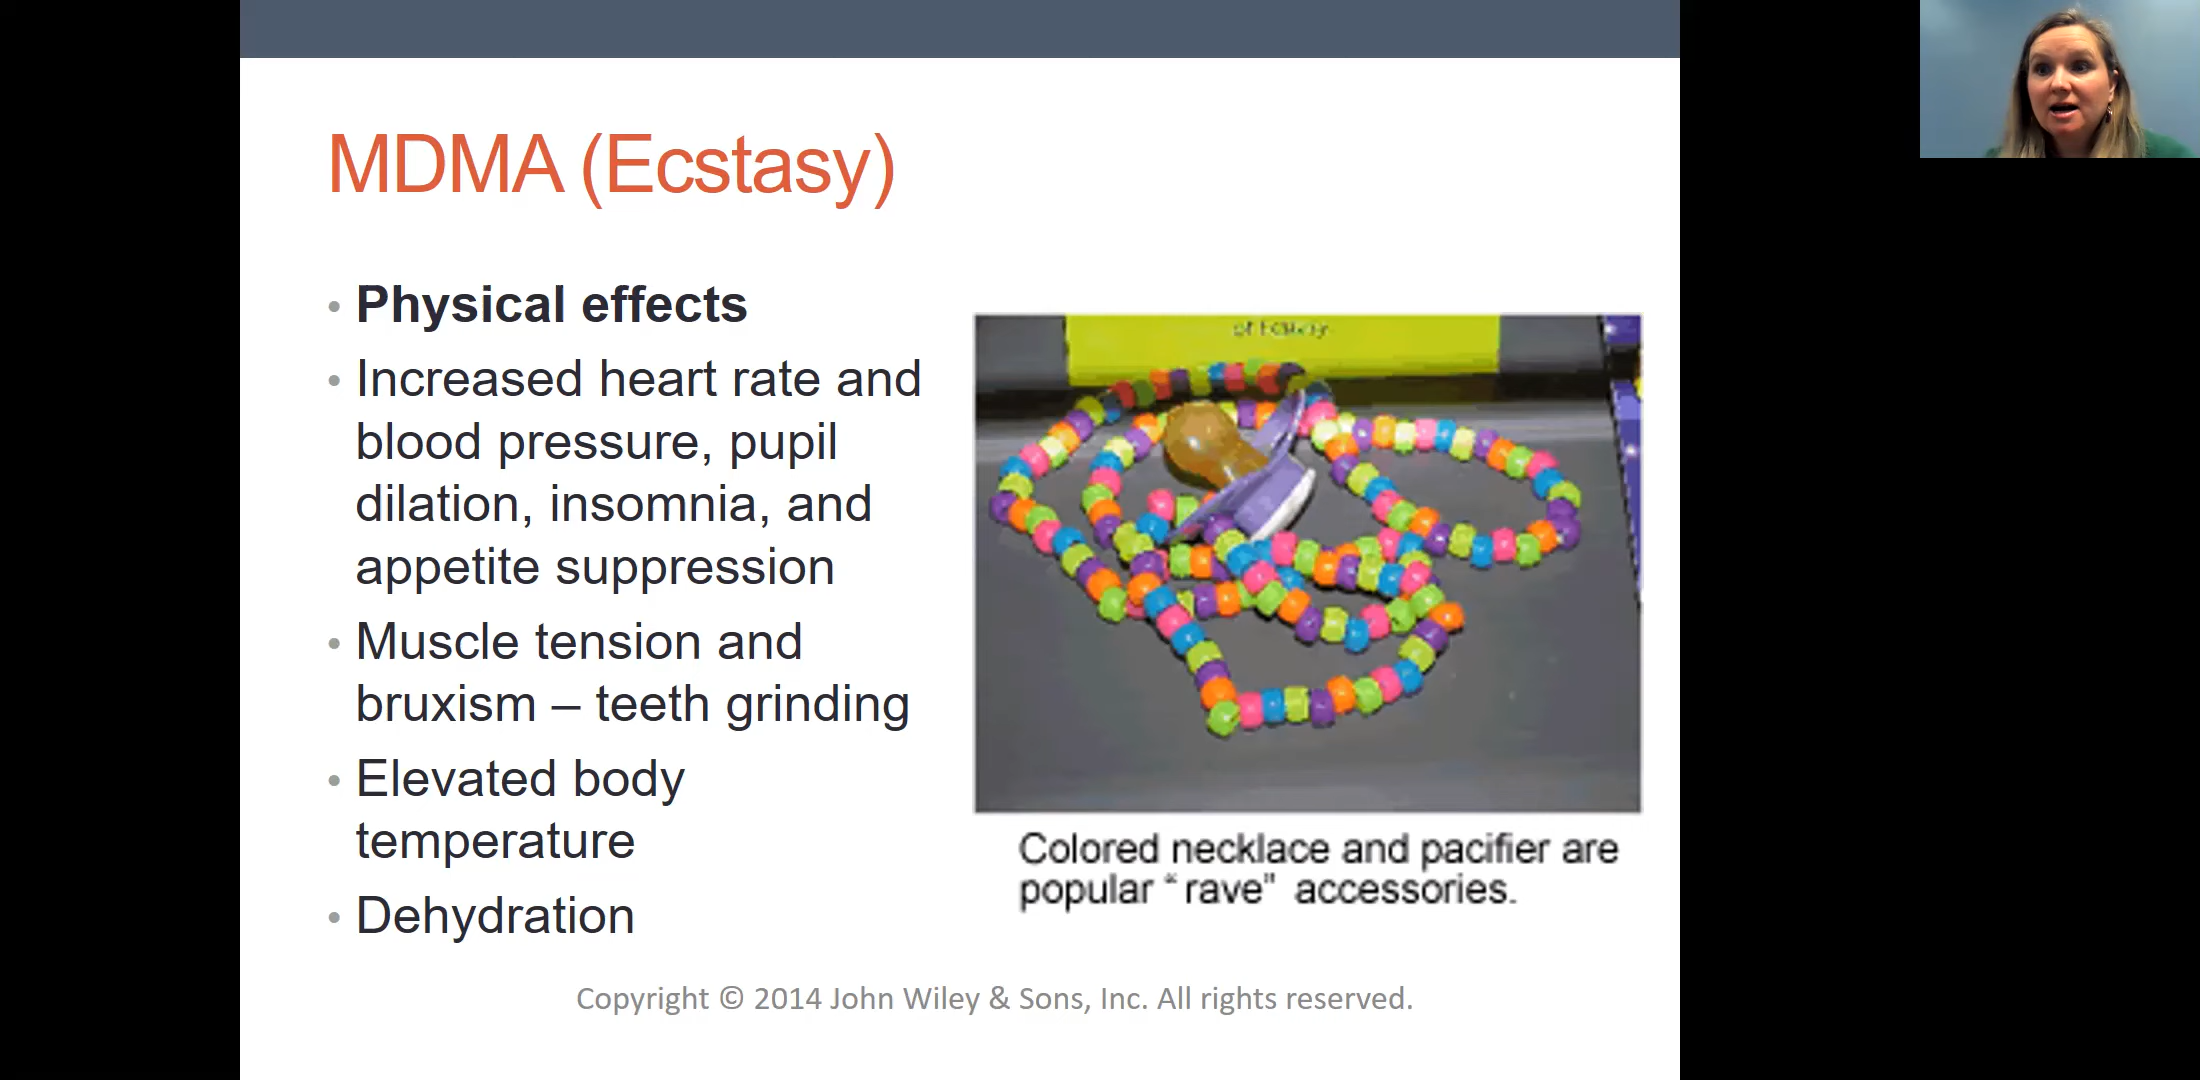 MDMA (Ecstasy)
• Physical effects
• Increased heart rate and
blood pressure, pupil
dilation, insomnia, and
appetite suppression
• Muscle tension and
bruxism – teeth grinding
• Elevated body
temperature
• Dehydration
of Ecstasy
Colored necklace and pacifier are
popular “rave” accessories.
Copyright © 2014 John Wiley & Sons, Inc. All rights reserved.